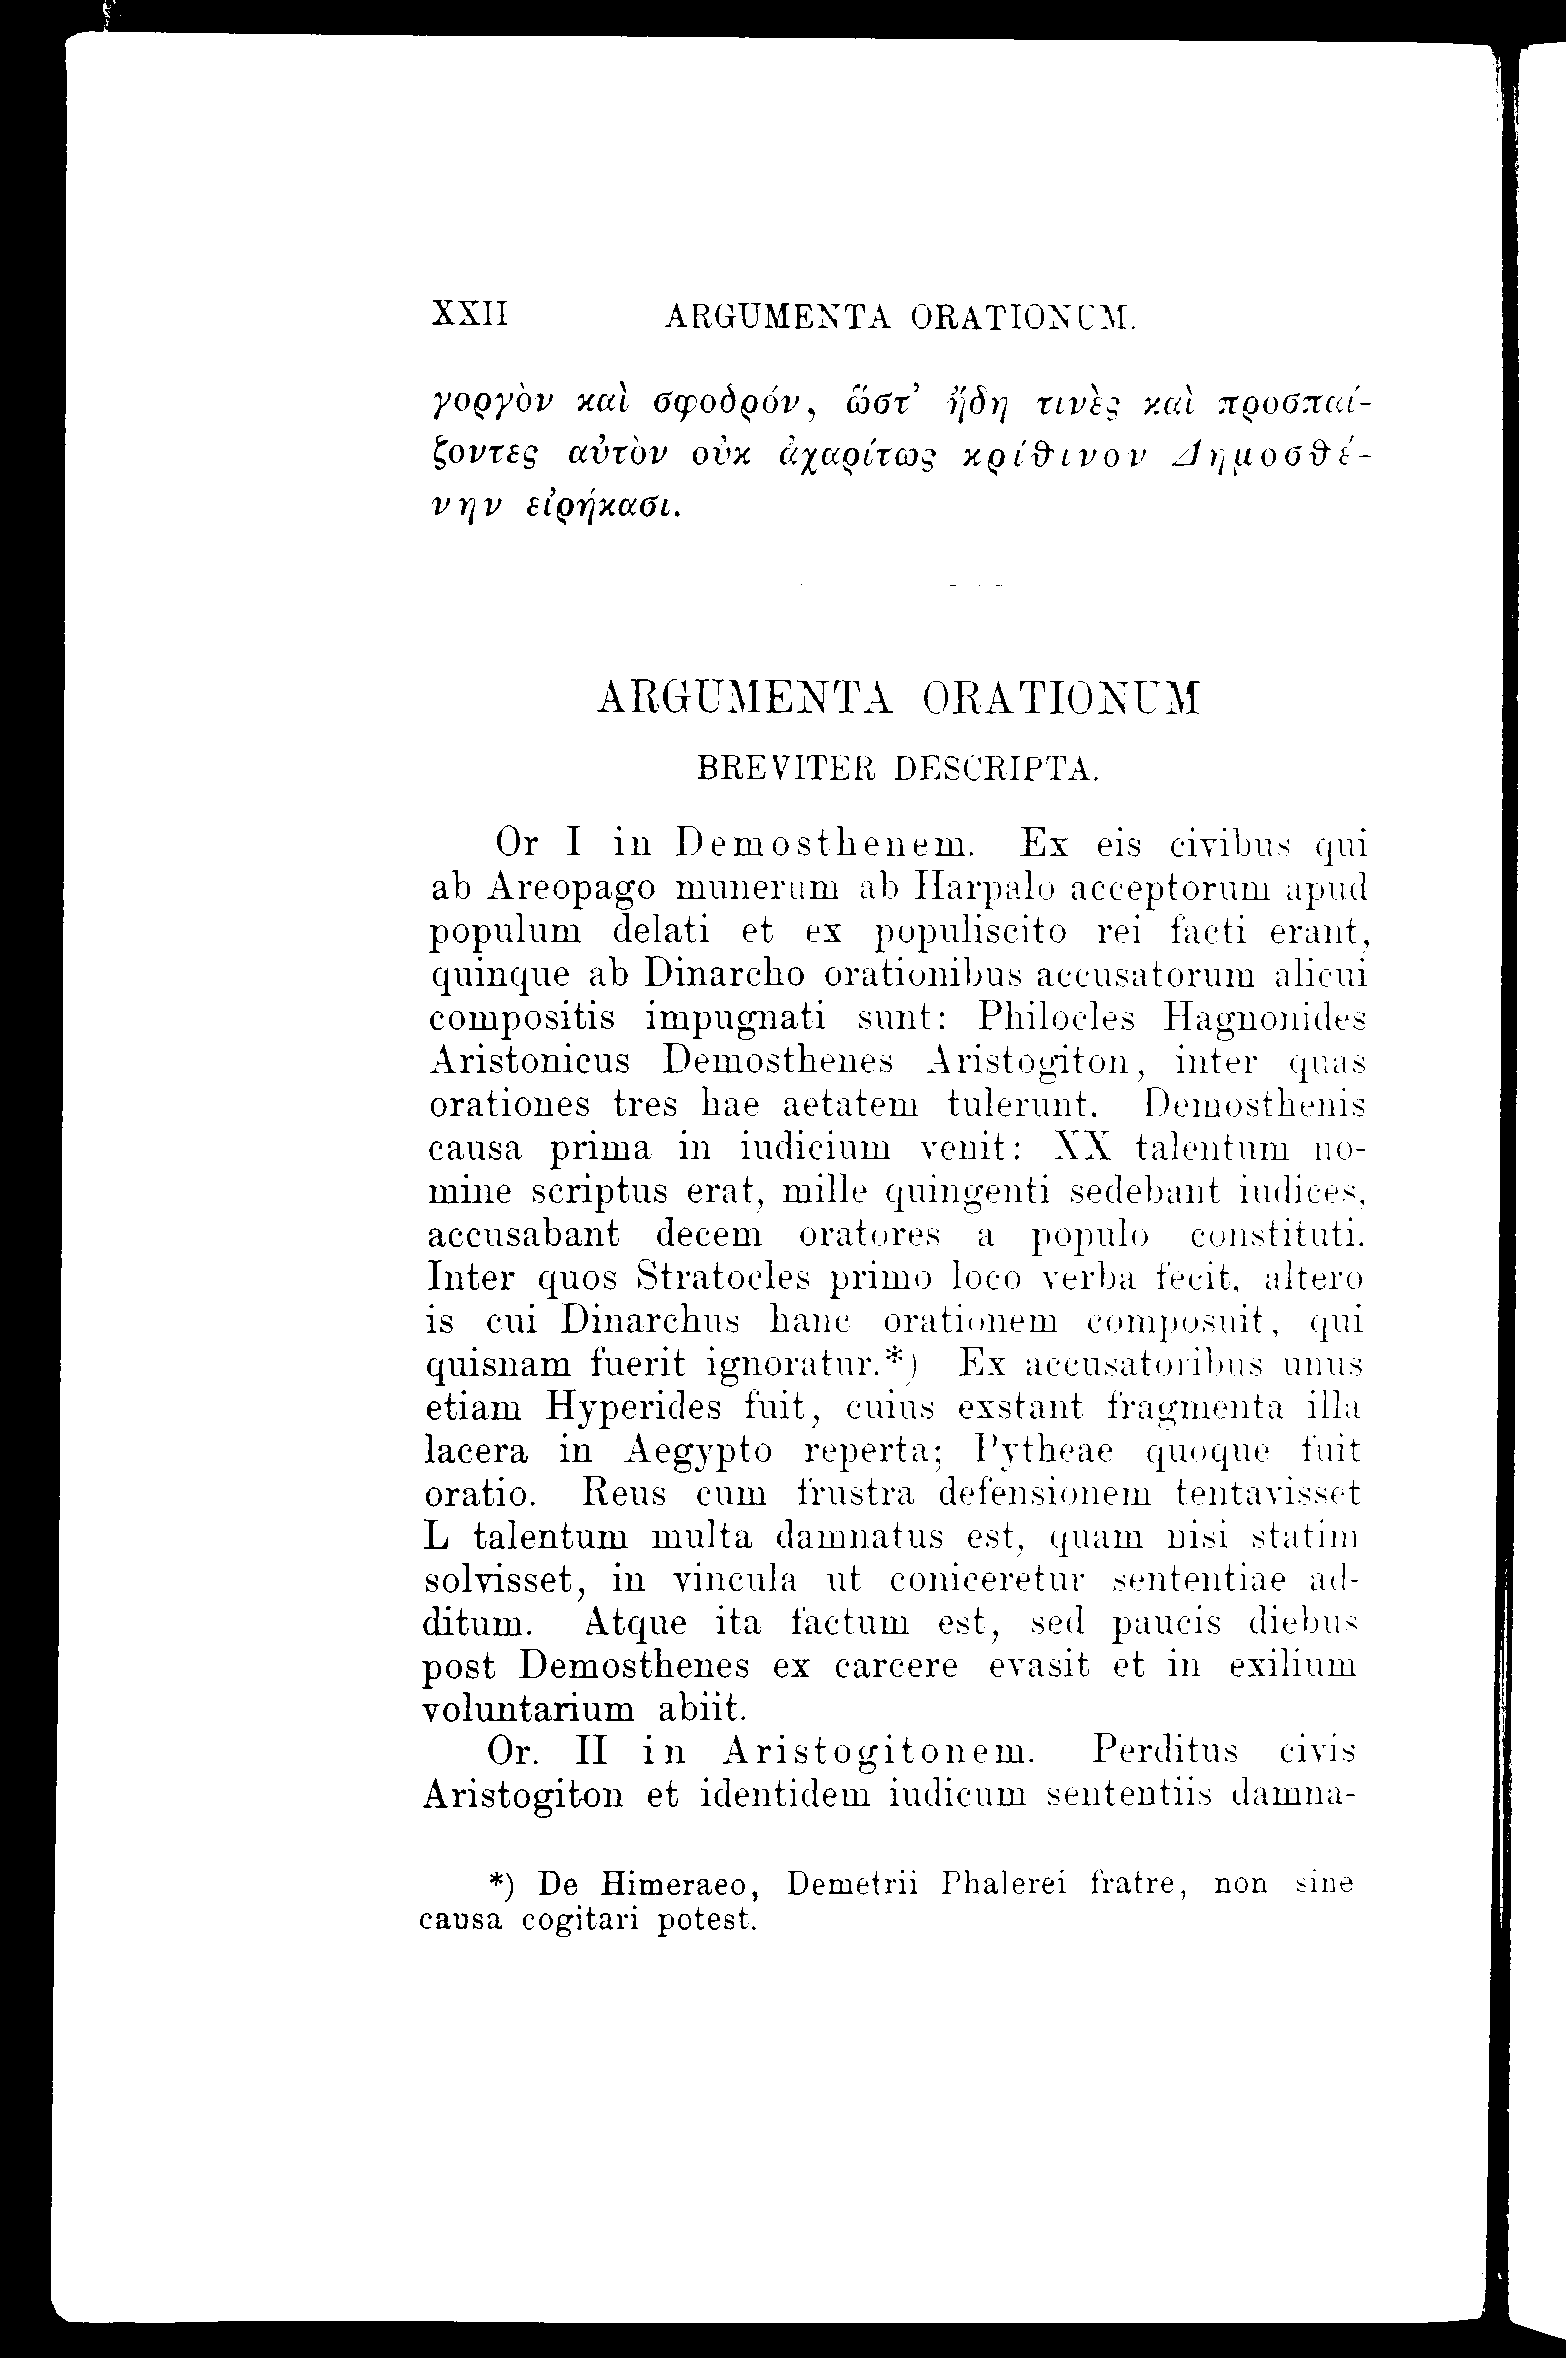 XXII ARGUMENTA ORATIONUM.
γοργὸν καὶ σφοδρόν, ὥστ’ ἤδη τινὲς καὶ προσπαί-
ζοντες αὐτὸν οὐκ ἀχαρίτως κρίθινον Δημοσθέ-
νην εἰρήκασι.
ARGUMENTA ORATIONUM
BREVITER DESCRIPTA.
Or I in Demosthenem. Ex eis civibus qui
ab Areopago munerum ab Harpalo acceptorum apud
populum delati et ex populiscito rei facti erant,
quinque ab Dinarcho orationibus accusatorum alicui
compositis impugnati sunt: Philocles Hagnonides
Aristonicus Demosthenes Aristogiton, inter quas
orationes tres hae aetatem tulerunt. Demosthenis
causa prima in iudicium venit: XX talentum no-
mine scriptus erat, mille quingenti sedebant iudices,
accusabant decem oratores a populo constituti.
Inter quos Stratocles primo loco verba fecit, altero
is cui Dinarchus hanc orationem composuit, qui
quisnam fuerit ignoratur.*) Ex accusatoribus unus
etiam Hyperides fuit, cuius exstant fragmenta illa
lacera in Aegypto reperta; Pytheae quoque fuit
oratio. Reus cum frustra defensionem tentavisset
L talentum multa damnatus est, quam nisi statim
solvisset, in vincula ut coniceretur sententiae ad-
ditum. Atque ita factum est, sed paucis diebus
post Demosthenes ex carcere evasit et in exilium
voluntarium abiit.
Or. II in Aristogitonem. Perditus civis
Aristogiton et identidem iudicum sententiis damna-
*) De Himeraeo, Demetrii Phalerei fratre, non sine
causa cogitari potest.